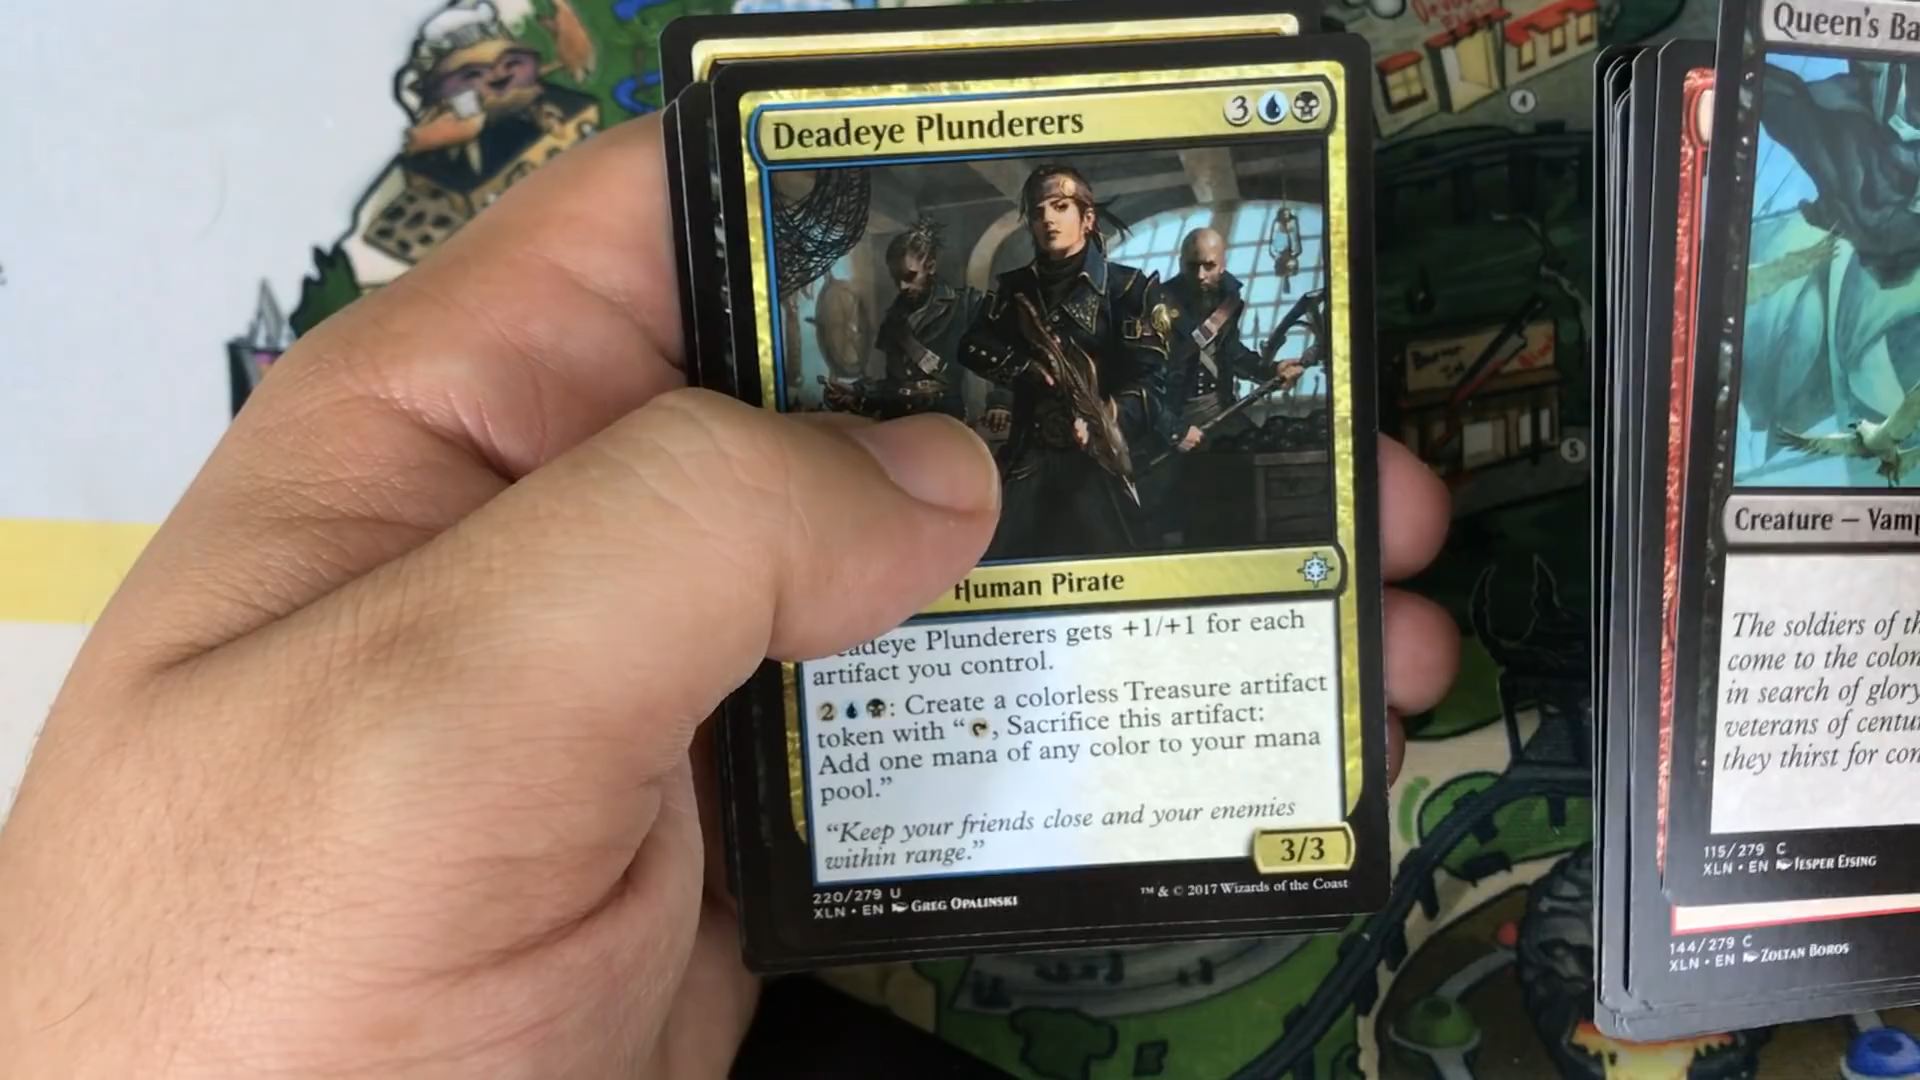 Deadeye Plunderers
3
Human Pirate
adeye Plunderers gets +1/+1 for each
artifact you control.
2 : Create a colorless Treasure artifact
token with “ , Sacrifice this artifact:
Add one mana of any color to your mana
pool.”
“Keep your friends close and your enemies
within range.”
3/3
220/279 U
XLN • EN GREG OPALINSKI
™ & © 2017 Wizards of the Coast
Queen's Ba
Creature — Vamp
The soldiers of th
come to the colon
in search of glory
veterans of centu
they thirst for con
115/279 C
XLN • EN JESPER EJSING
144/279 C
XLN • EN ZOLTAN BOROS
4
5